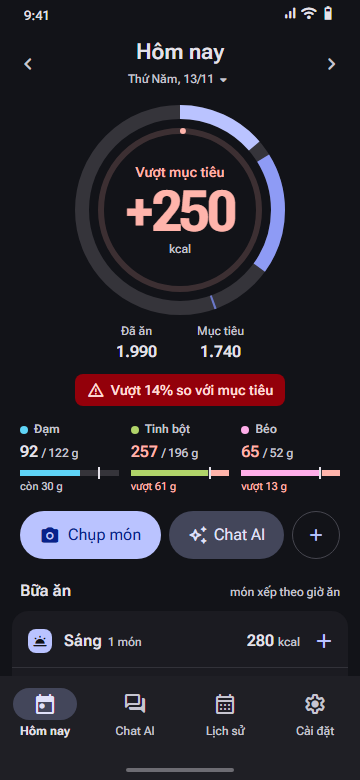 9:41
Hôm nay
Thứ Năm, 13/11
Vượt mục tiêu
+250
kcal
Đã ăn
Mục tiêu
1.990
1.740
Vượt 14% so với mục tiêu
Đạm
Tinh bột
Béo
92 / 122 g
257 / 196 g
65 / 52 g
còn 30 g
vượt 61 g
vượt 13 g
Chụp món
Chat AI
+
Bữa ăn
món xếp theo giờ ăn
Sáng 1 món
280 kcal +
Hôm nay
Chat AI
Lịch sử
Cài đặt